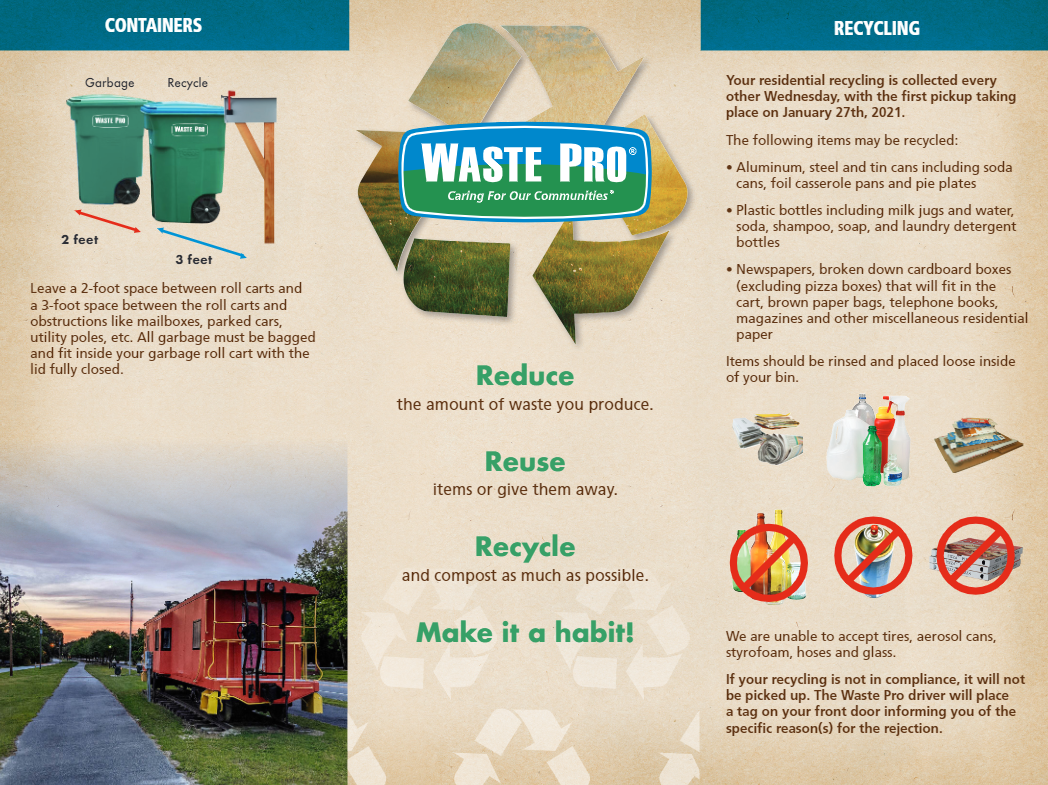 CONTAINERS
Garbage
Recycle
WASTE PRO
WASTE PRO
2 feet
3 feet
Leave a 2-foot space between roll carts and
a 3-foot space between the roll carts and
obstructions like mailboxes, parked cars,
utility poles, etc. All garbage must be bagged
and fit inside your garbage roll cart with the
lid fully closed.
WASTE PRO®
Caring For Our Communities®
Reduce
the amount of waste you produce.
Reuse
items or give them away.
Recycle
and compost as much as possible.
Make it a habit!
RECYCLING
Your residential recycling is collected every
other Wednesday, with the first pickup taking
place on January 27th, 2021.
The following items may be recycled:
• Aluminum, steel and tin cans including soda
cans, foil casserole pans and pie plates
• Plastic bottles including milk jugs and water,
soda, shampoo, soap, and laundry detergent
bottles
• Newspapers, broken down cardboard boxes
(excluding pizza boxes) that will fit in the
cart, brown paper bags, telephone books,
magazines and other miscellaneous residential
paper
Items should be rinsed and placed loose inside
of your bin.
We are unable to accept tires, aerosol cans,
styrofoam, hoses and glass.
If your recycling is not in compliance, it will not
be picked up. The Waste Pro driver will place
a tag on your front door informing you of the
specific reason(s) for the rejection.